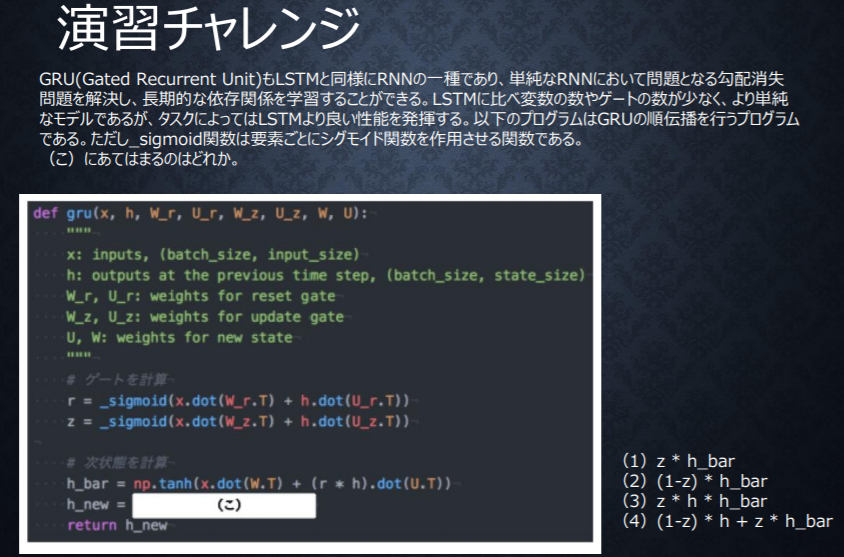 演習チャレンジ
GRU(Gated Recurrent Unit)もLSTMと同様にRNNの一種であり、単純なRNNにおいて問題となる勾配消失
問題を解決し、長期的な依存関係を学習することができる。LSTMに比べ変数の数やゲートの数が少なく、より単純
なモデルであるが、タスクによってはLSTMより良い性能を発揮する。以下のプログラムはGRUの順伝播を行うプログラム
である。ただし_sigmoid関数は要素ごとにシグモイド関数を作用させる関数である。
（こ）にあてはまるのはどれか。
def gru(x, h, W_r, U_r, W_z, U_z, W, U):
"""
x: inputs, (batch_size, input_size)
h: outputs at the previous time step, (batch_size, state_size)
W_r, U_r: weights for reset gate
W_z, U_z: weights for update gate
U, W: weights for new state
"""
# ゲートを計算
r = _sigmoid(x.dot(W_r.T) + h.dot(U_r.T))
z = _sigmoid(x.dot(W_z.T) + h.dot(U_z.T))
# 次状態を計算
h_bar = np.tanh(x.dot(W.T) + (r * h).dot(U.T))
h_new = (こ)
return h_new
(1) z * h_bar
(2) (1-z) * h_bar
(3) z * h * h_bar
(4) (1-z) * h + z * h_bar